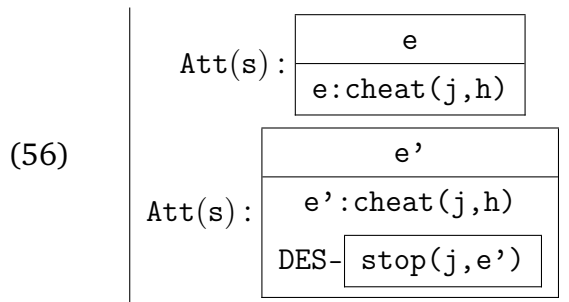 e
Att(s): e:cheat(j,h)
(56)
e’
Att(s): e’:cheat(j,h)
DES- stop(j,e’)